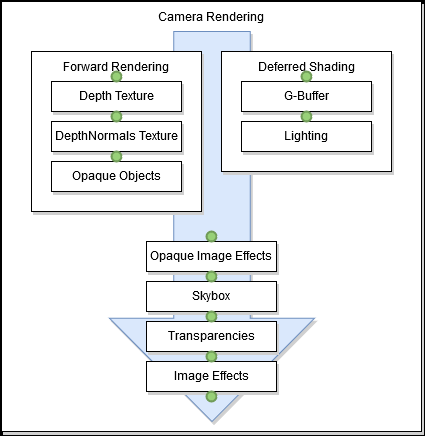 Camera Rendering
Forward Rendering
Depth Texture
DepthNormals Texture
Opaque Objects
Deferred Shading
G-Buffer
Lighting
Opaque Image Effects
Skybox
Transparencies
Image Effects